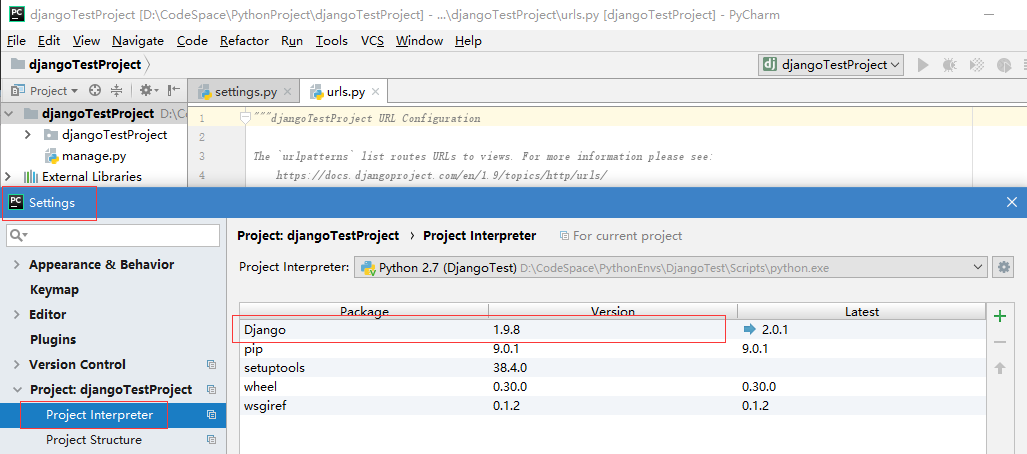 djangoTestProject [D:\CodeSpace\PythonProject\djangoTestProject] - ...\djangoTestProject\urls.py [djangoTestProject] - PyCharm
File Edit View Navigate Code Refactor Run Tools VCS Window Help
djangoTestProject djangoTestProject
Project settings.py urls.py
djangoTestProject D:\C
djangoTestProject
manage.py
External Libraries
1 """djangoTestProject URL Configuration
2
3 The `urlpatterns` list routes URLs to views. For more information please see:
4 https://docs.djangoproject.com/en/1.9/topics/http/urls/
Settings
Project: djangoTestProject › Project Interpreter For current project
Appearance & Behavior
Keymap
Editor
Plugins
Version Control
Project: djangoTestProject
Project Interpreter
Project Structure
Project Interpreter: Python 2.7 (DjangoTest) D:\CodeSpace\PythonEnvs\DjangoTest\Scripts\python.exe
Package Version Latest
Django 1.9.8 2.0.1
pip 9.0.1 9.0.1
setuptools 38.4.0
wheel 0.30.0 0.30.0
wsgiref 0.1.2 0.1.2